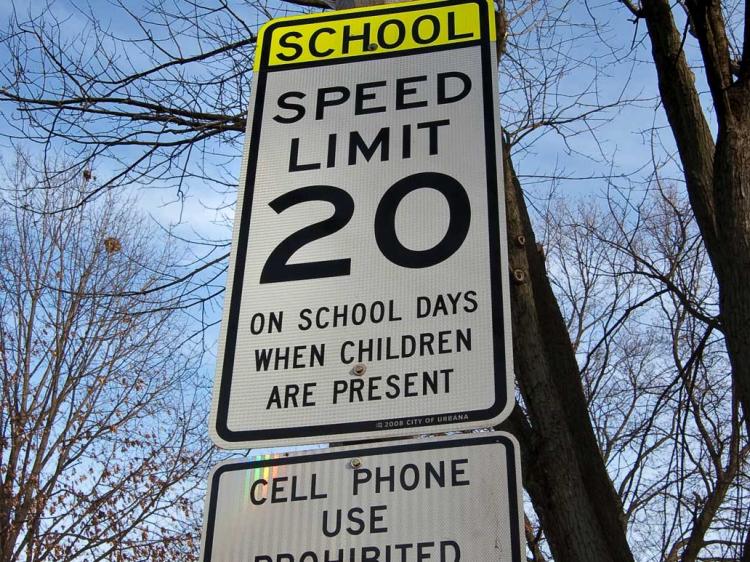 SCHOOL
SPEED
LIMIT
20
ON SCHOOL DAYS
WHEN CHILDREN
ARE PRESENT
2008 CITY OF URBANA
CELL PHONE
USE
PROHIBITED